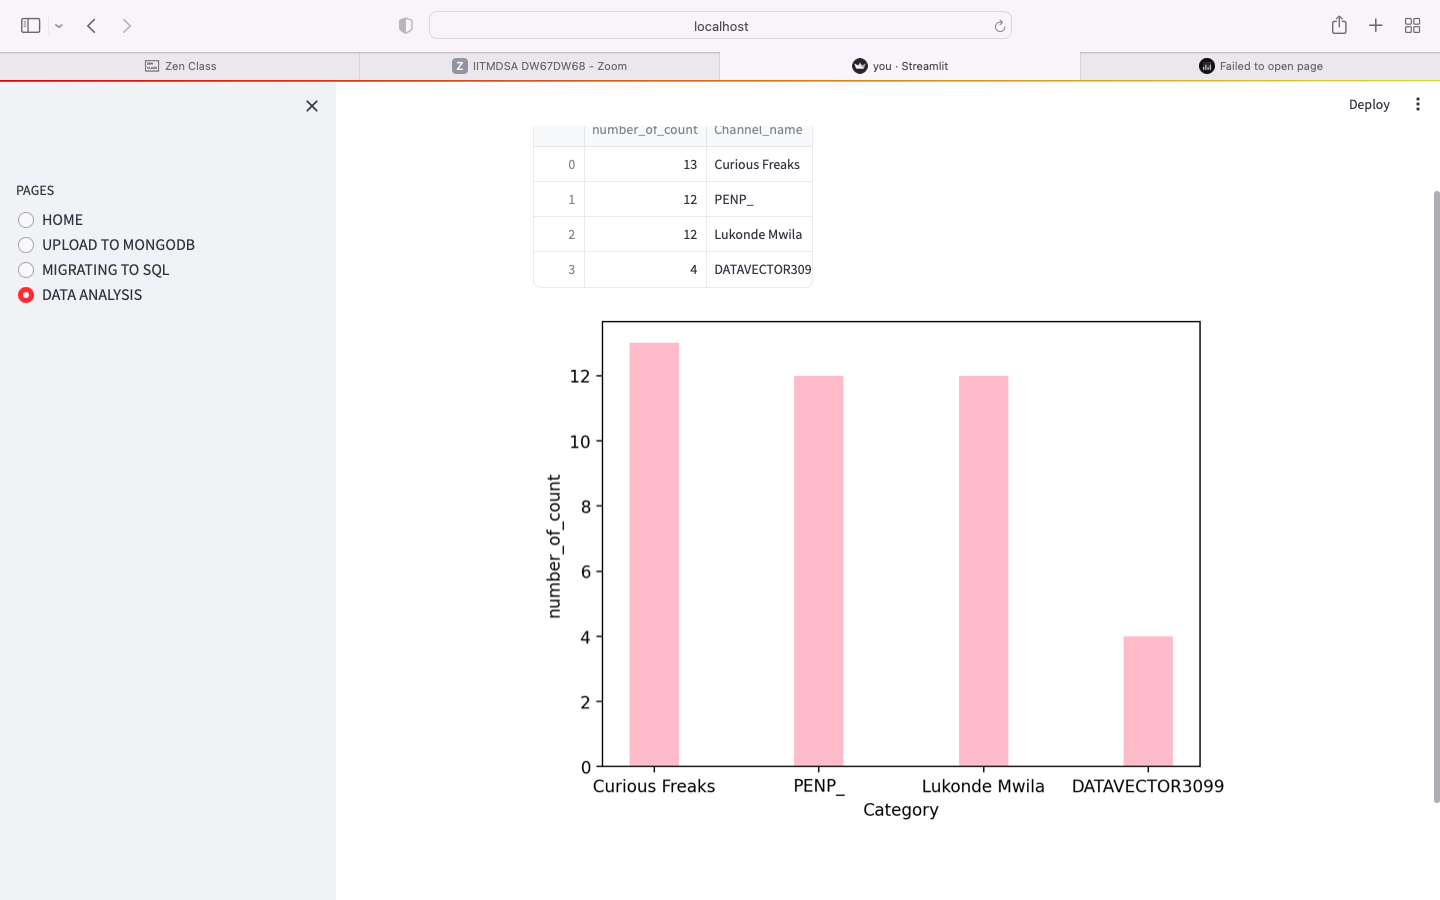 localhost
Zen Class
Z IITMDSA DW67DW68 - Zoom
you · Streamlit
Failed to open page
Deploy
PAGES
HOME
UPLOAD TO MONGODB
MIGRATING TO SQL
DATA ANALYSIS
number_of_count Channel_name
0 13 Curious Freaks
1 12 PENP_
2 12 Lukonde Mwila
3 4 DATAVECTOR309
number_of_count
12
10
8
6
4
2
0
Curious Freaks PENP_ Lukonde Mwila DATAVECTOR3099
Category